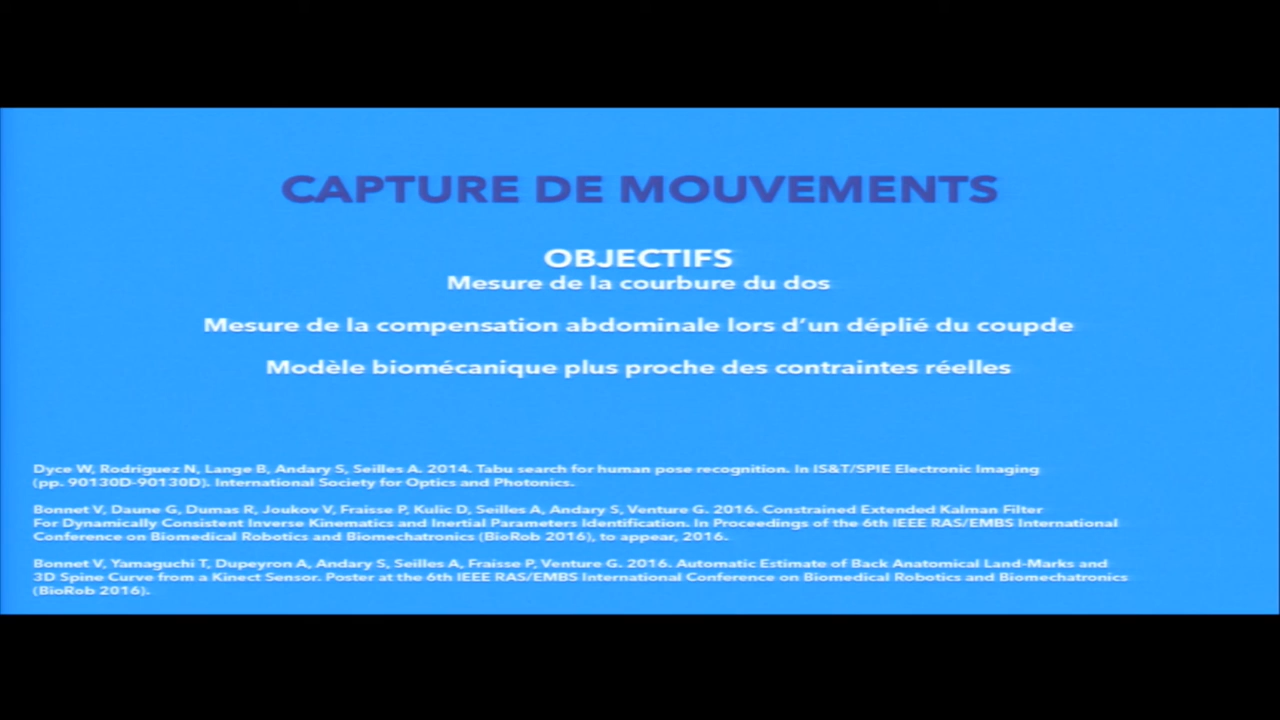 CAPTURE DE MOUVEMENTS
OBJECTIFS
Mesure de la courbure du dos
Mesure de la compensation abdominale lors d’un déplié du coupde
Modèle biomécanique plus proche des contraintes réelles
Dyce W, Rodriguez N, Lange B, Andary S, Seilles A. 2014. Tabu search for human pose recognition. In IS&T/SPIE Electronic Imaging
(pp. 90130D-90130D). International Society for Optics and Photonics.
Bonnet V, Daune G, Dumas R, Joukov V, Fraisse P, Kulic D, Seilles A, Andary S, Venture G. 2016. Constrained Extended Kalman Filter
For Dynamically Consistent Inverse Kinematics and Inertial Parameters Identification. In Proceedings of the 6th IEEE RAS/EMBS International
Conference on Biomedical Robotics and Biomechatronics (BioRob 2016), to appear, 2016.
Bonnet V, Yamaguchi T, Dupeyron A, Andary S, Seilles A, Fraisse P, Venture G. 2016. Automatic Estimate of Back Anatomical Land-Marks and
3D Spine Curve from a Kinect Sensor. Poster at the 6th IEEE RAS/EMBS International Conference on Biomedical Robotics and Biomechatronics
(BioRob 2016).